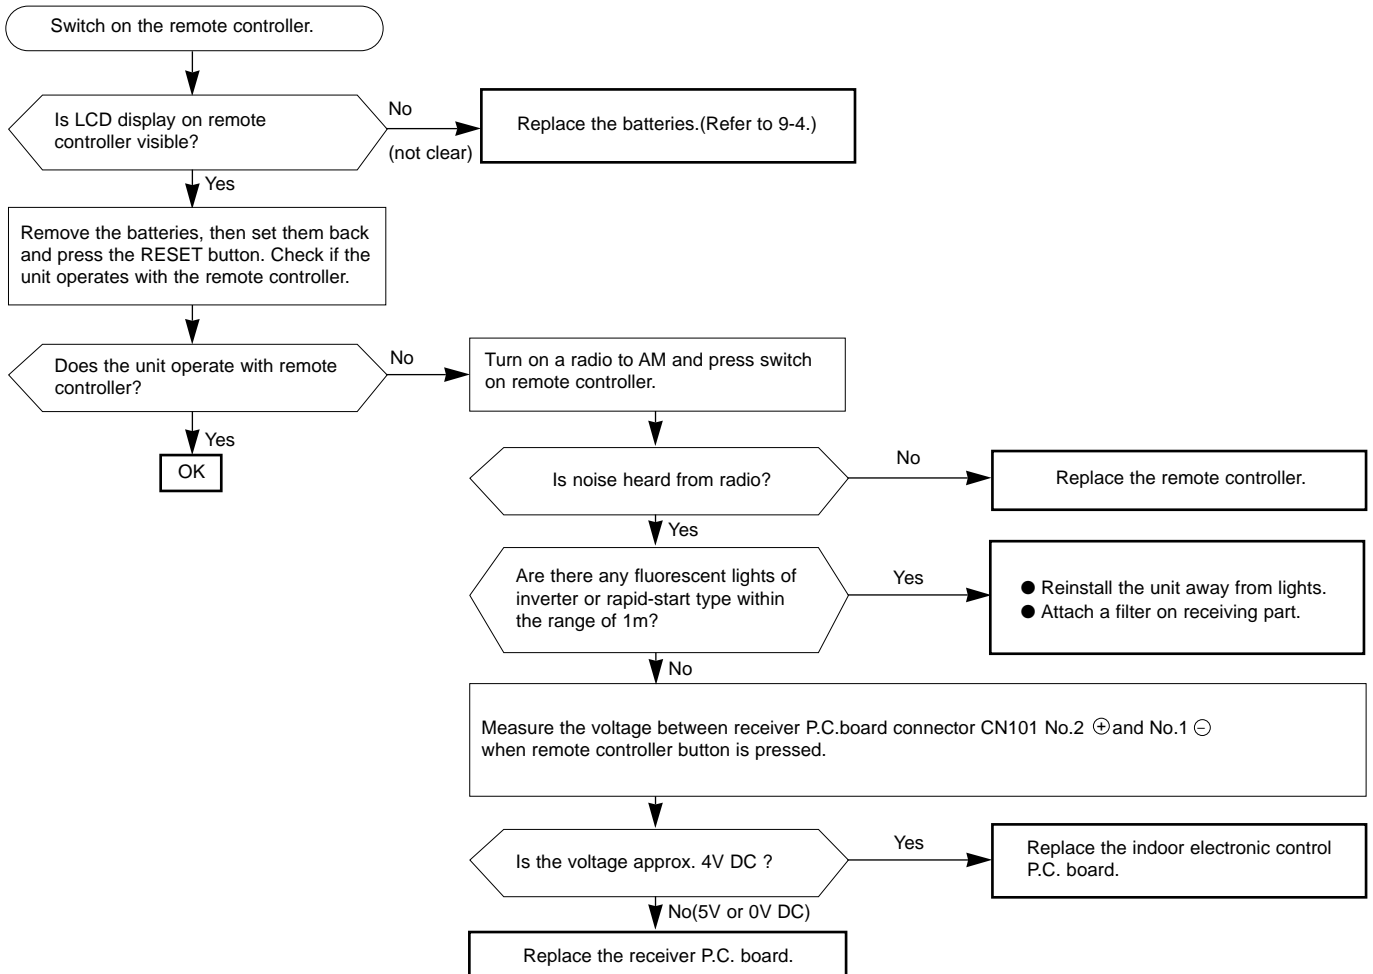 Switch on the remote controller.
Is LCD display on remote
controller visible?
No
(not clear)
Replace the batteries.(Refer to 9-4.)
Yes
Remove the batteries, then set them back
and press the RESET button. Check if the
unit operates with the remote controller.
Does the unit operate with remote
controller?
No
Turn on a radio to AM and press switch
on remote controller.
Yes
OK
Is noise heard from radio?
No
Replace the remote controller.
Yes
Are there any fluorescent lights of
inverter or rapid-start type within
the range of 1m?
Yes
● Reinstall the unit away from lights.
● Attach a filter on receiving part.
No
Measure the voltage between receiver P.C.board connector CN101 No.2 ⊕and No.1 ⊖
when remote controller button is pressed.
Is the voltage approx. 4V DC ?
Yes
Replace the indoor electronic control
P.C. board.
No(5V or 0V DC)
Replace the receiver P.C. board.